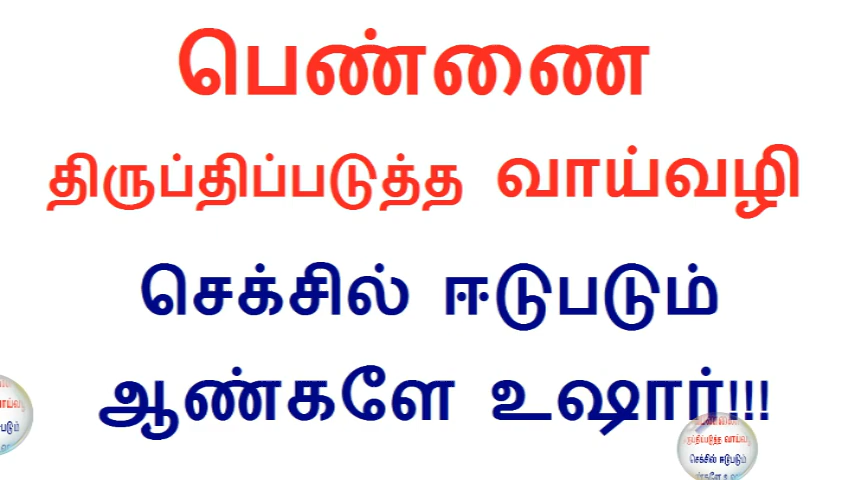 பெண்ணை
திருப்திப்படுத்த வாய்வழி
செக்சில் ஈடுபடும்
ஆண்களே உஷார்!!!